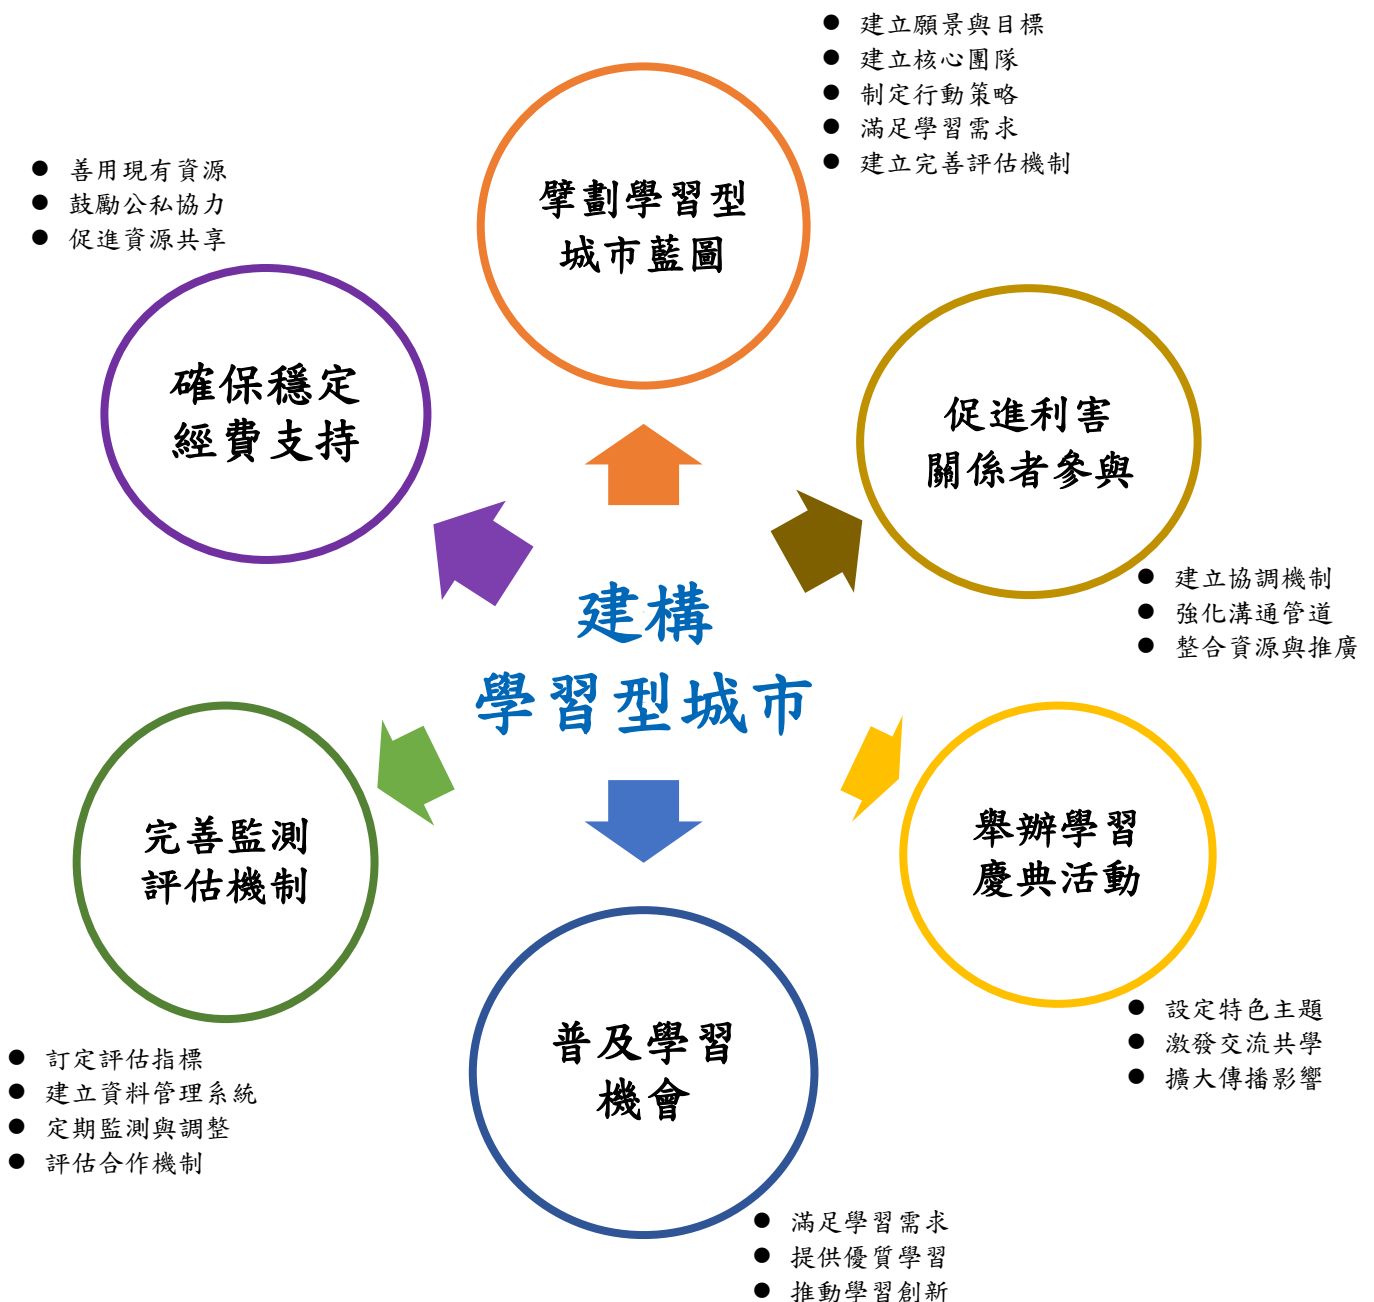 ● 建立願景與目標
● 建立核心團隊
● 制定行動策略
● 滿足學習需求
● 建立完善評估機制
擘劃學習型
城市藍圖
● 善用現有資源
● 鼓勵公私協力
● 促進資源共享
確保穩定
經費支持
促進利害
關係者參與
● 建立協調機制
● 強化溝通管道
● 整合資源與推廣
建構
學習型城市
完善監測
評估機制
● 訂定評估指標
● 建立資料管理系統
● 定期監測與調整
● 評估合作機制
舉辦學習
慶典活動
● 設定特色主題
● 激發交流共學
● 擴大傳播影響
普及學習
機會
● 滿足學習需求
● 提供優質學習
● 推動學習創新